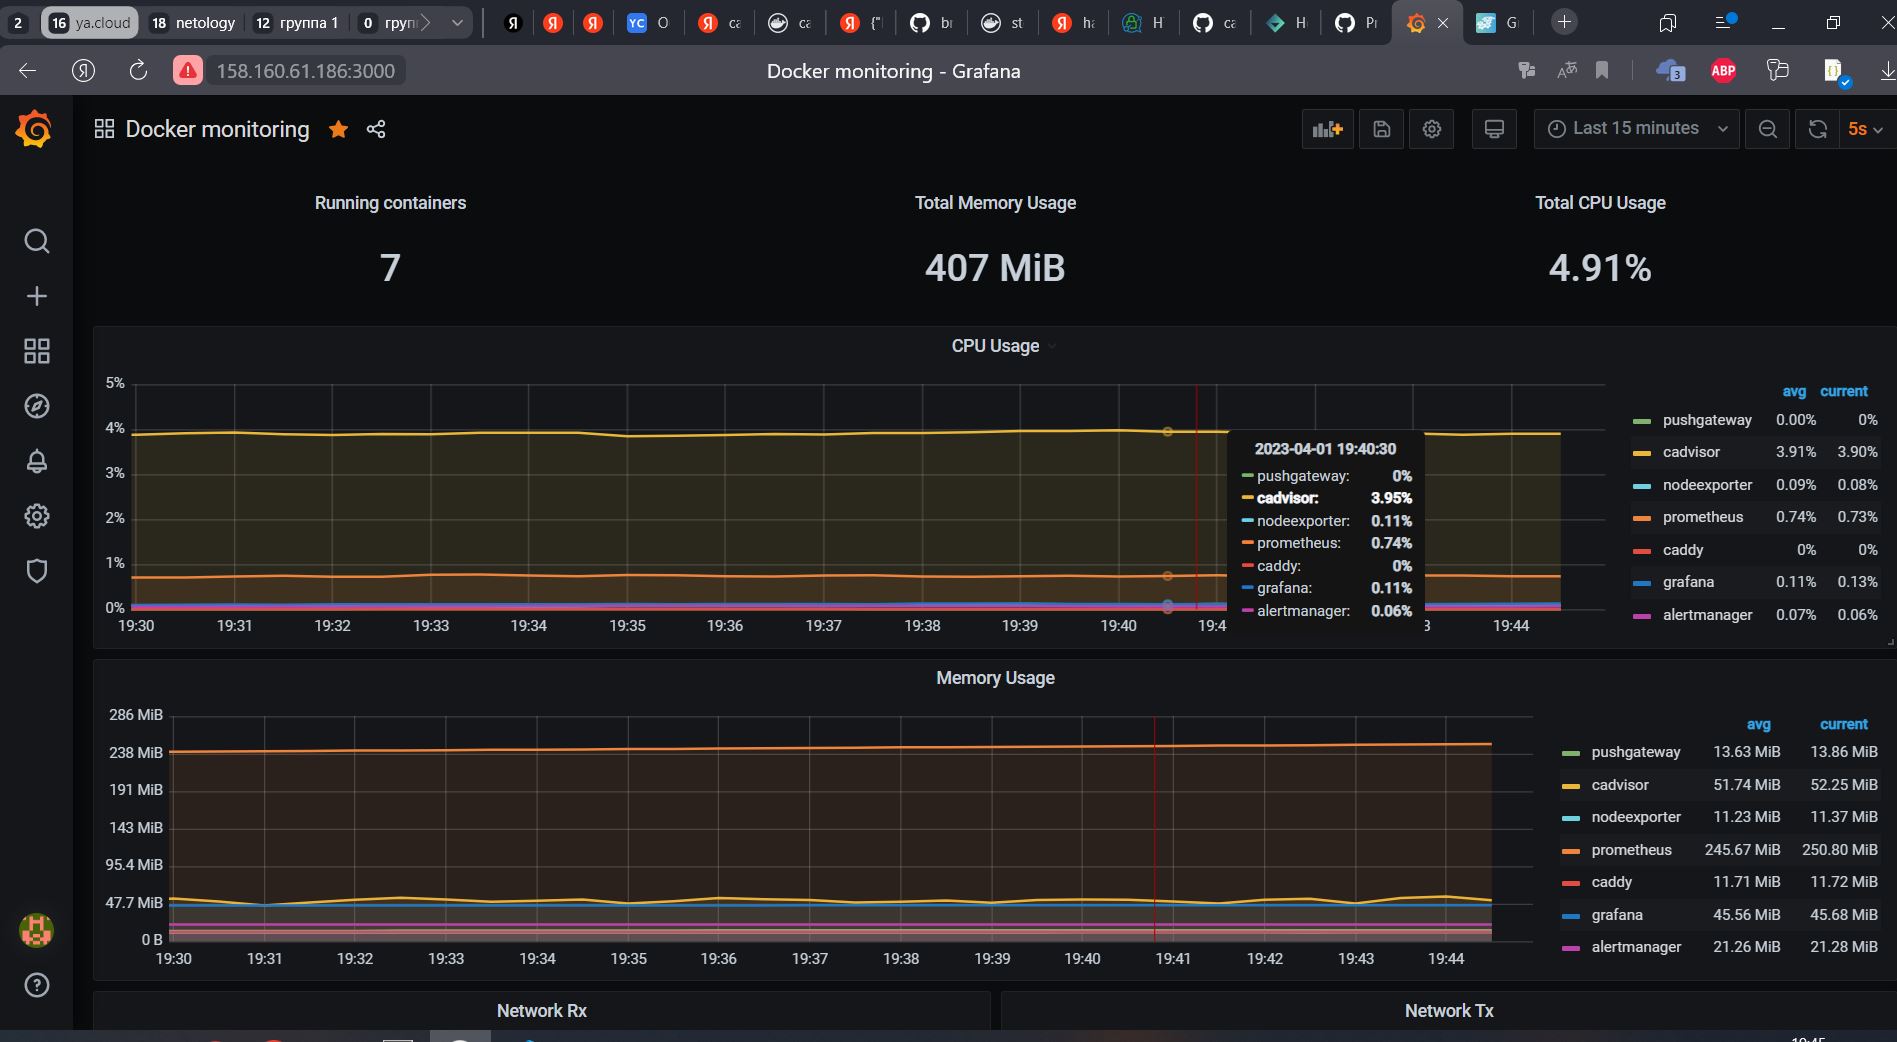 2 16 ya.cloud 18 netology 12 группа 1 0 YC
158.160.61.186:3000 Docker monitoring - Grafana 3 ABP
Docker monitoring Last 15 minutes 5s
Running containers Total Memory Usage Total CPU Usage
7 407 MiB 4.91%
CPU Usage
5%
4%
3%
2%
1%
0%
19:30 19:31 19:32 19:33 19:34 19:35 19:36 19:37 19:38 19:39 19:40 19:44
2023-04-01 19:40:30
pushgateway: 0%
cadvisor: 3.95%
nodeexporter: 0.11%
prometheus: 0.74%
caddy: 0%
grafana: 0.11%
alertmanager: 0.06%
avg current
pushgateway 0.00% 0%
cadvisor 3.91% 3.90%
nodeexporter 0.09% 0.08%
prometheus 0.74% 0.73%
caddy 0% 0%
grafana 0.11% 0.13%
alertmanager 0.07% 0.06%
Memory Usage
286 MiB
238 MiB
191 MiB
143 MiB
95.4 MiB
47.7 MiB
0 B
19:30 19:31 19:32 19:33 19:34 19:35 19:36 19:37 19:38 19:39 19:40 19:41 19:42 19:43 19:44
avg current
pushgateway 13.63 MiB 13.86 MiB
cadvisor 51.74 MiB 52.25 MiB
nodeexporter 11.23 MiB 11.37 MiB
prometheus 245.67 MiB 250.80 MiB
caddy 11.71 MiB 11.72 MiB
grafana 45.56 MiB 45.68 MiB
alertmanager 21.26 MiB 21.28 MiB
Network Rx Network Tx